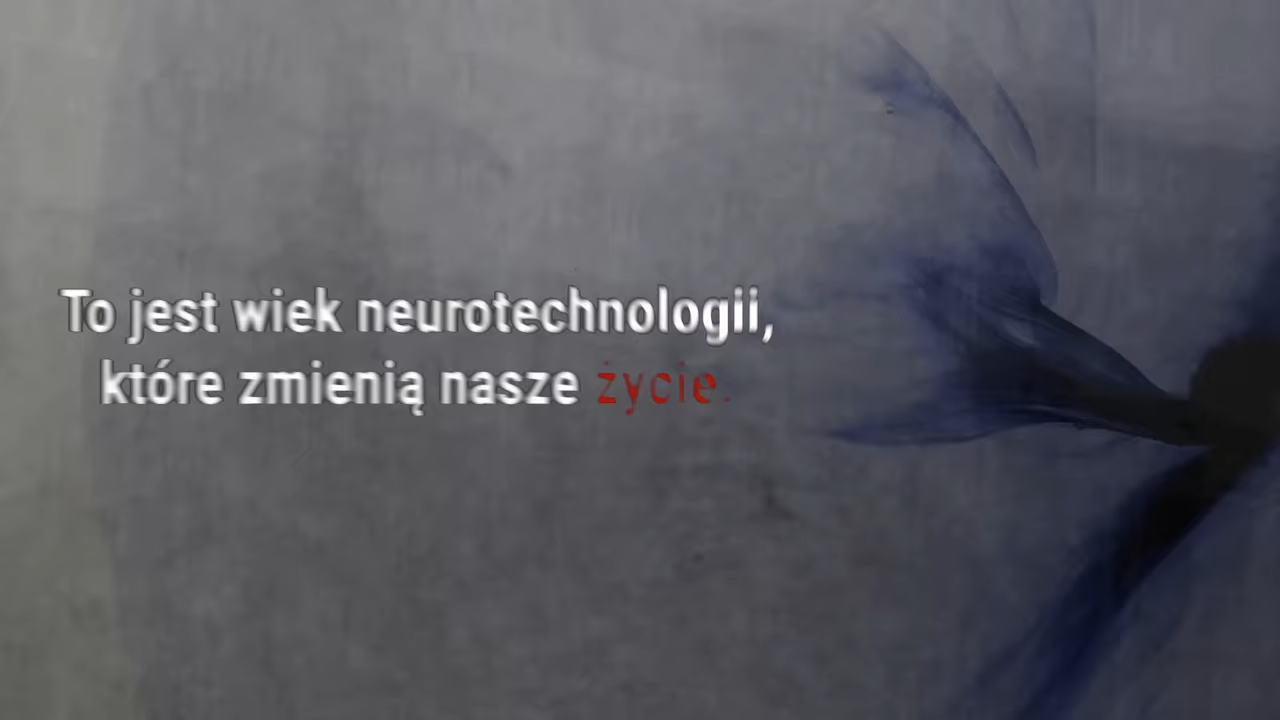 To jest wiek neurotechnologii,
które zmienią nasze życie.